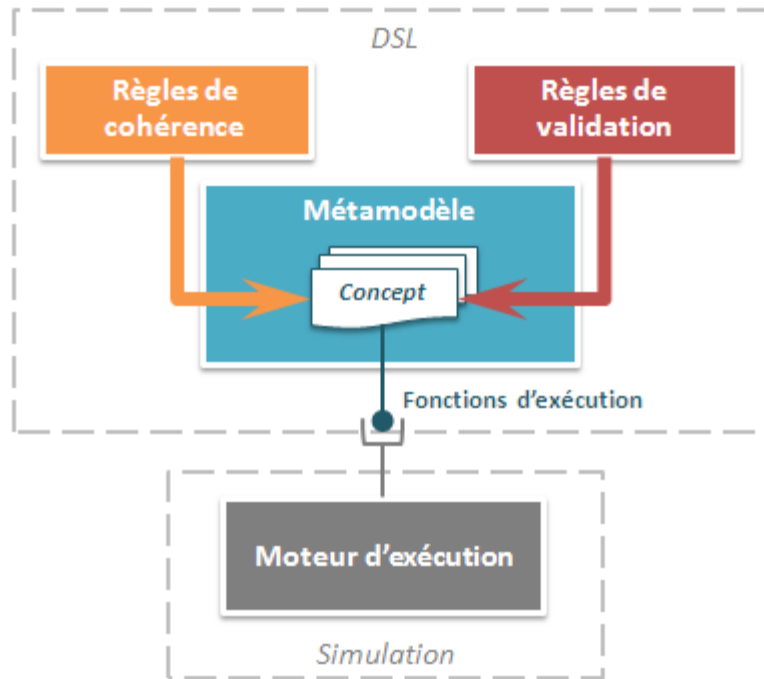 DSL
Règles de
cohérence
Règles de
validation
Métamodèle
Concept
Fonctions d'exécution
Moteur d'exécution
Simulation